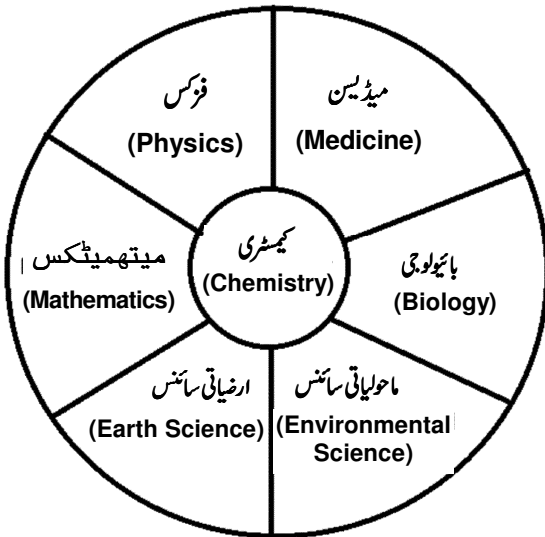 فزکس
(Physics)
میڈیسن
(Medicine)
میتھمیٹکس
(Mathematics)
کیمسٹری
(Chemistry)
بائیولوجی
(Biology)
ارضیاتی سائنس
(Earth Science)
ماحولیاتی سائنس
(Environmental
Science)